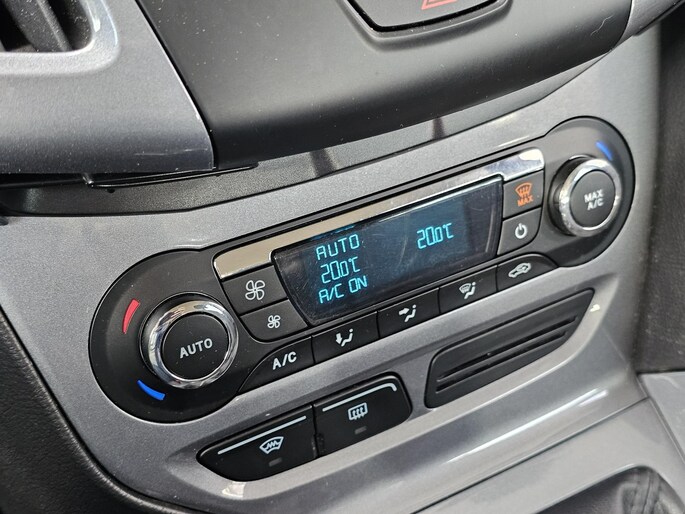 AUTO
20.0°C 20.0°C
A/C ON
MAX
MAX
A/C
AUTO
A/C